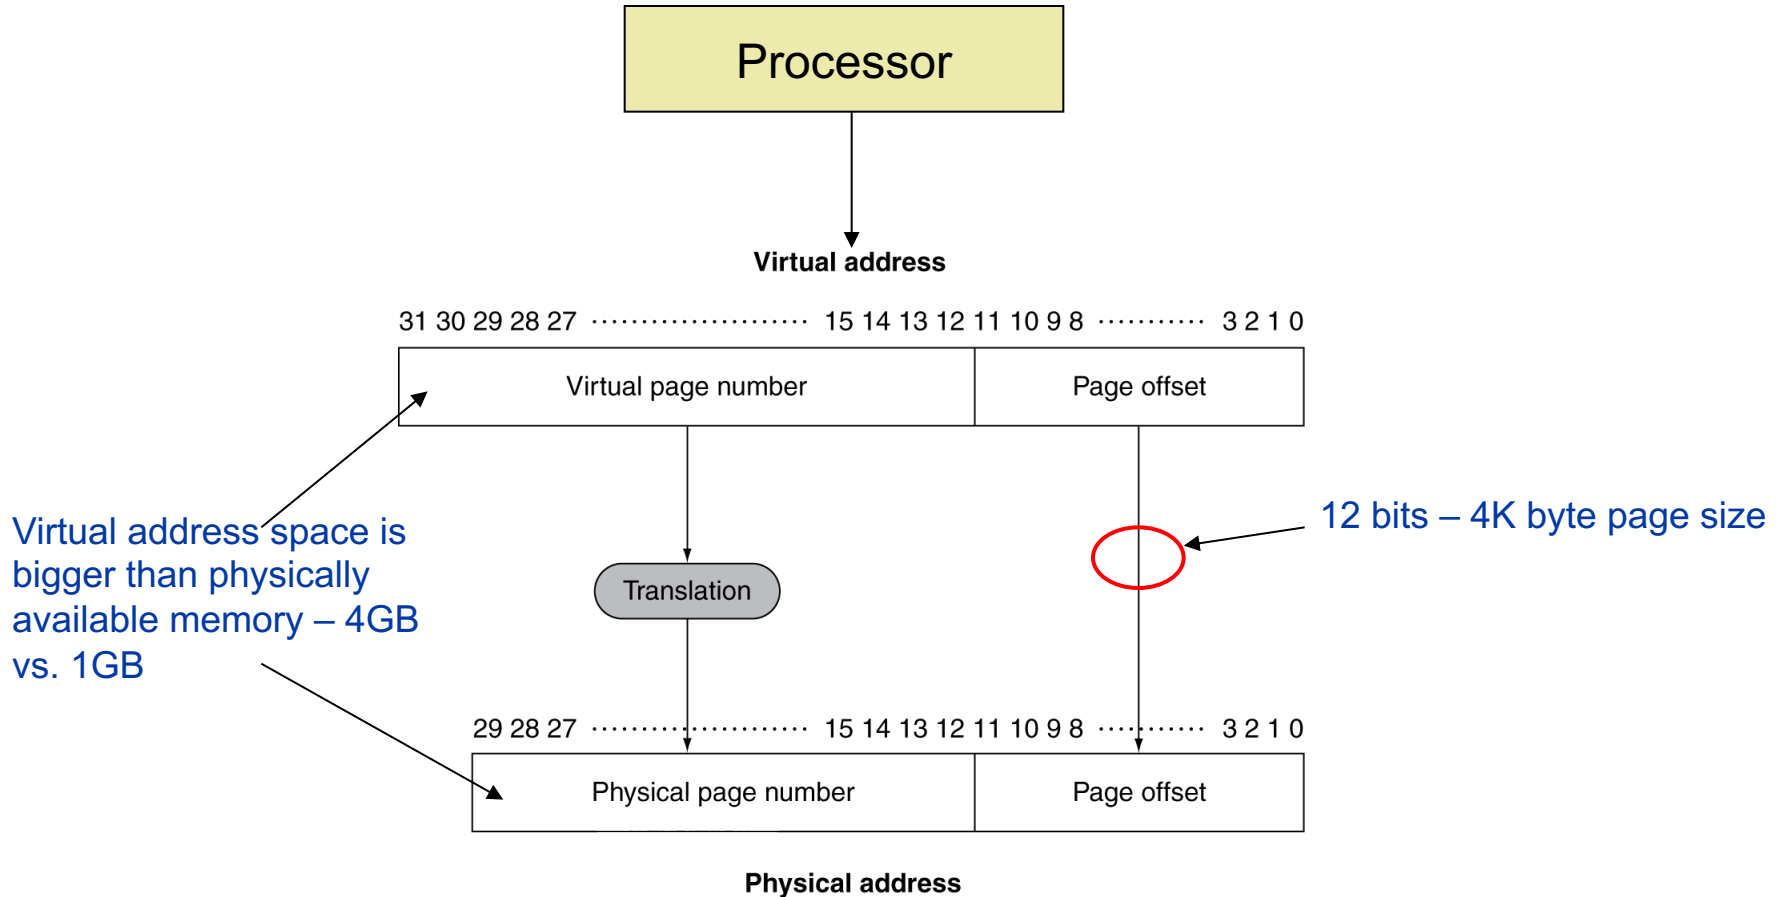 Processor
Virtual address
31 30 29 28 27 ...................... 15 14 13 12 11 10 9 8 ........... 3 2 1 0
Virtual page number
Page offset
Virtual address space is
bigger than physically
available memory – 4GB
vs. 1GB
12 bits – 4K byte page size
Translation
29 28 27 ...................... 15 14 13 12 11 10 9 8 ........... 3 2 1 0
Physical page number
Page offset
Physical address